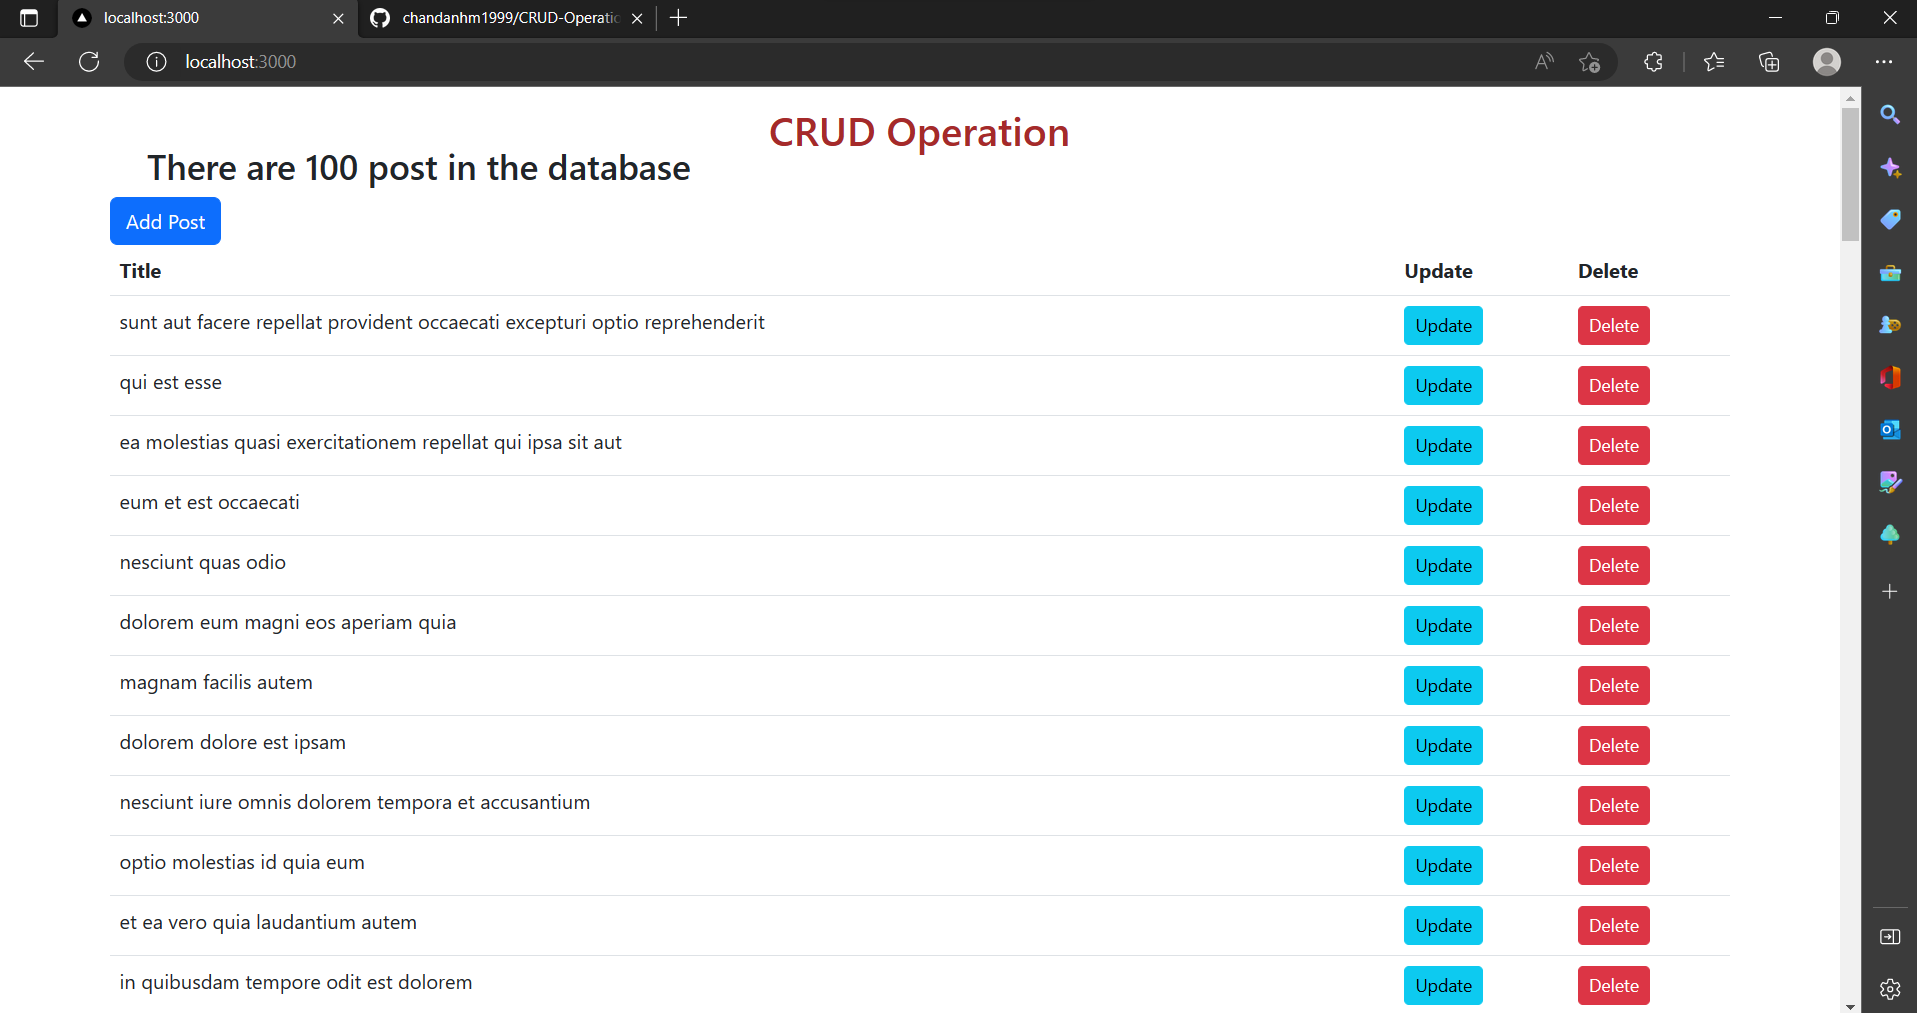 localhost:3000
chandanhm1999/CRUD-Operatio
localhost:3000
CRUD Operation
There are 100 post in the database
Add Post
Title Update Delete
sunt aut facere repellat provident occaecati excepturi optio reprehenderit Update Delete
qui est esse Update Delete
ea molestias quasi exercitationem repellat qui ipsa sit aut Update Delete
eum et est occaecati Update Delete
nesciunt quas odio Update Delete
dolorem eum magni eos aperiam quia Update Delete
magnam facilis autem Update Delete
dolorem dolore est ipsam Update Delete
nesciunt iure omnis dolorem tempora et accusantium Update Delete
optio molestias id quia eum Update Delete
et ea vero quia laudantium autem Update Delete
in quibusdam tempore odit est dolorem Update Delete